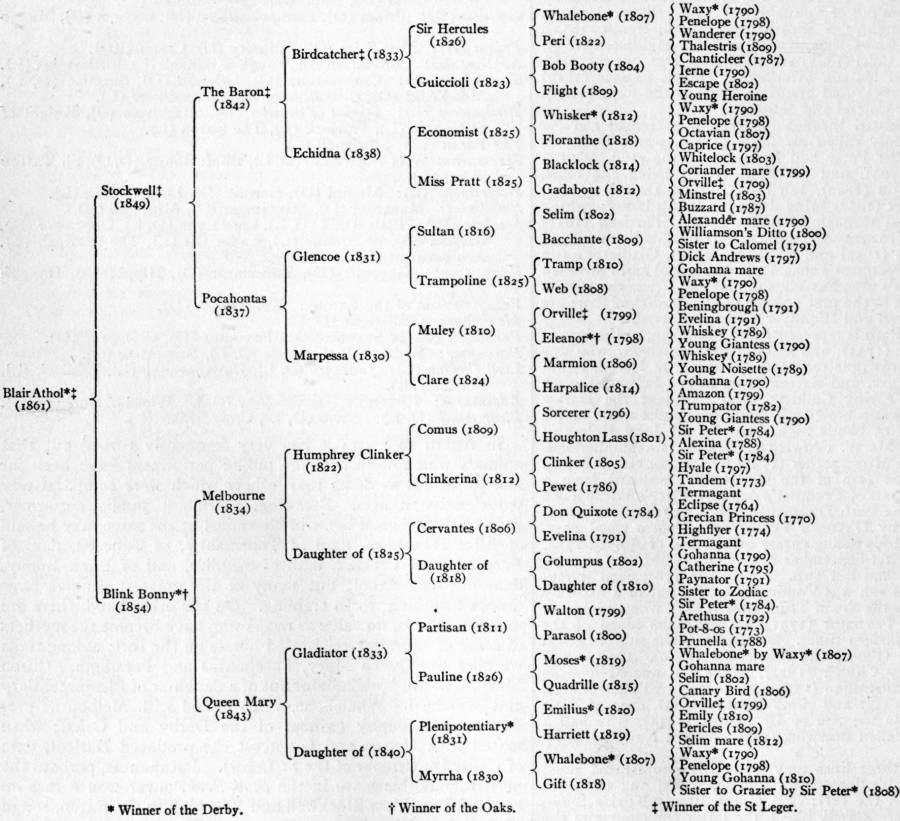 Blair Athol*‡
(1861)
Stockwell‡
(1849)
Blink Bonny*†
(1854)
The Baron‡
(1842)
Pocahontas
(1837)
Melbourne
(1834)
Queen Mary
(1843)
Birdcatcher‡ (1833)
Echidna (1838)
Glencoe (1831)
Marpessa (1830)
Humphrey Clinker
(1822)
Daughter of (1825)
Gladiator (1833)
Daughter of (1840)
Sir Hercules
(1826)
Guiccioli (1823)
Economist (1825)
Miss Pratt (1825)
Sultan (1816)
Trampoline (1825)
Muley (1810)
Clare (1824)
Comus (1809)
Clinkerina (1812)
Cervantes (1806)
Daughter of
(1818)
Partisan (1811)
Pauline (1826)
Plenipotentiary*
(1831)
Myrrha (1830)
Whalebone* (1807)
Peri (1822)
Bob Booty (1804)
Flight (1809)
Whisker* (1812)
Floranthe (1818)
Blacklock (1814)
Gadabout (1812)
Selim (1802)
Bacchante (1809)
Tramp (1810)
Web (1808)
Orville‡ (1799)
Eleanor*† (1798)
Marmion (1806)
Harpalice (1814)
Sorcerer (1796)
Houghton Lass (1801)
Clinker (1805)
Pewet (1786)
Don Quixote (1784)
Evelina (1791)
Golumpus (1802)
Daughter of (1810)
Walton (1799)
Parasol (1800)
Moses* (1819)
Quadrille (1815)
Emilius* (1820)
Harriett (1819)
Whalebone* (1807)
Gift (1818)
Waxy* (1790)
Penelope (1798)
Wanderer (1790)
Thalestris (1809)
Chanticleer (1787)
Ierne (1790)
Escape (1802)
Young Heroine
Waxy* (1790)
Penelope (1798)
Octavian (1807)
Caprice (1797)
Whitelock (1803)
Coriander mare (1799)
Orville‡ (1709)
Minstrel (1803)
Buzzard (1787)
Alexander mare (1790)
Williamson's Ditto (1800)
Sister to Calomel (1791)
Dick Andrews (1797)
Gohanna mare
Waxy* (1790)
Penelope (1798)
Beningbrough (1791)
Evelina (1791)
Whiskey (1789)
Young Giantess (1790)
Whiskey (1789)
Young Noisette (1789)
Gohanna (1790)
Amazon (1799)
Trumpator (1782)
Young Giantess (1790)
Sir Peter* (1784)
Alexina (1788)
Sir Peter* (1784)
Hyale (1797)
Tandem (1773)
Termagant
Eclipse (1764)
Grecian Princess (1770)
Highflyer (1774)
Termagant
Gohanna (1790)
Catherine (1795)
Paynator (1791)
Sister to Zodiac
Sir Peter* (1784)
Arethusa (1792)
Pot-8-os (1773)
Prunella (1788)
Whalebone* by Waxy* (1807)
Gohanna mare
Selim (1802)
Canary Bird (1806)
Orville‡ (1799)
Emily (1810)
Pericles (1809)
Selim mare (1812)
Waxy* (1790)
Penelope (1798)
Young Gohanna (1810)
Sister to Grazier by Sir Peter* (1808)
* Winner of the Derby.
† Winner of the Oaks.
‡ Winner of the St Leger.